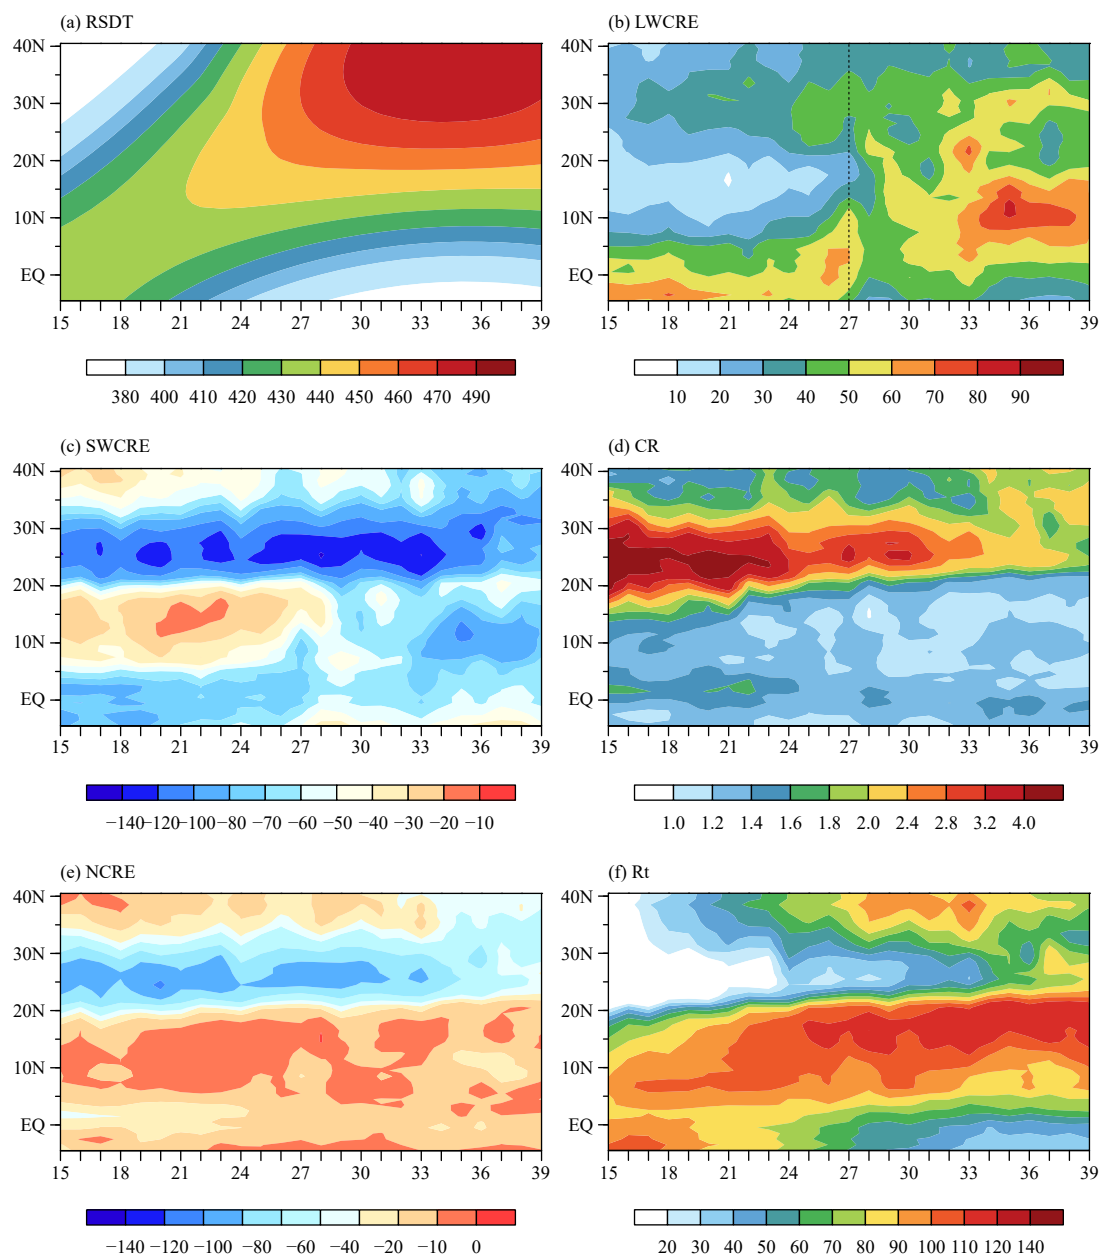 (a) RSDT
40N
30N
20N
10N
EQ
15 18 21 24 27 30 33 36 39
380 400 410 420 430 440 450 460 470 490
(b) LWCRE
40N
30N
20N
10N
EQ
15 18 21 24 27 30 33 36 39
10 20 30 40 50 60 70 80 90
(c) SWCRE
40N
30N
20N
10N
EQ
15 18 21 24 27 30 33 36 39
−140 −120 −100 −80 −70 −60 −50 −40 −30 −20 −10
(d) CR
40N
30N
20N
10N
EQ
15 18 21 24 27 30 33 36 39
1.0 1.2 1.4 1.6 1.8 2.0 2.4 2.8 3.2 4.0
(e) NCRE
40N
30N
20N
10N
EQ
15 18 21 24 27 30 33 36 39
−140 −120 −100 −80 −60 −40 −20 −10 0
(f) Rt
40N
30N
20N
10N
EQ
15 18 21 24 27 30 33 36 39
20 30 40 50 60 70 80 90 100 110 120 140